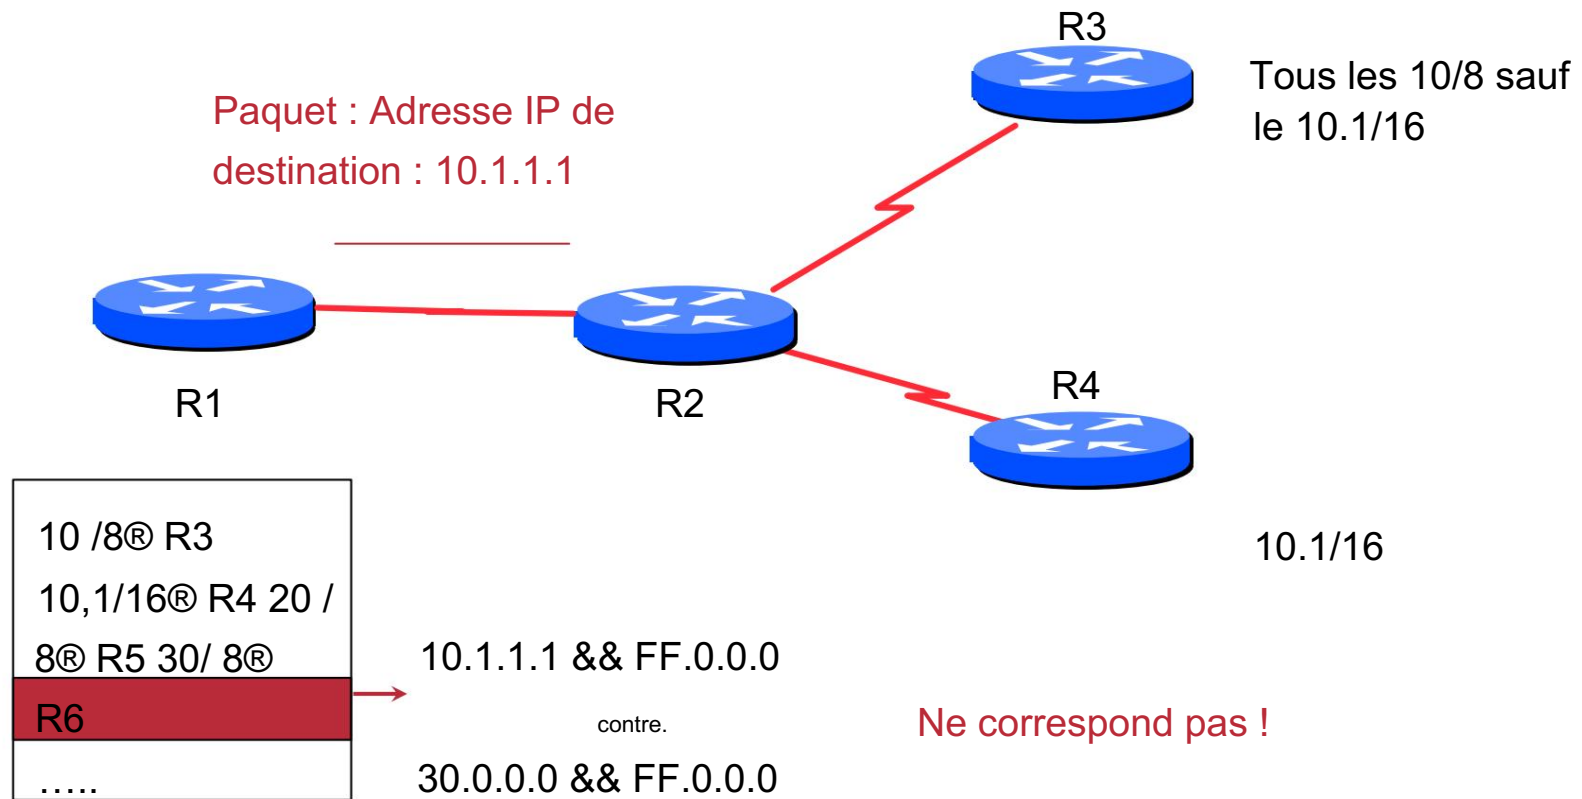 R3
Tous les 10/8 sauf
le 10.1/16
Paquet : Adresse IP de
destination : 10.1.1.1
R1
R2
R4
10.1/16
10 /8® R3
10,1/16® R4 20 /
8® R5 30/ 8®
R6
…..
10.1.1.1 && FF.0.0.0
contre.
30.0.0.0 && FF.0.0.0
Ne correspond pas !